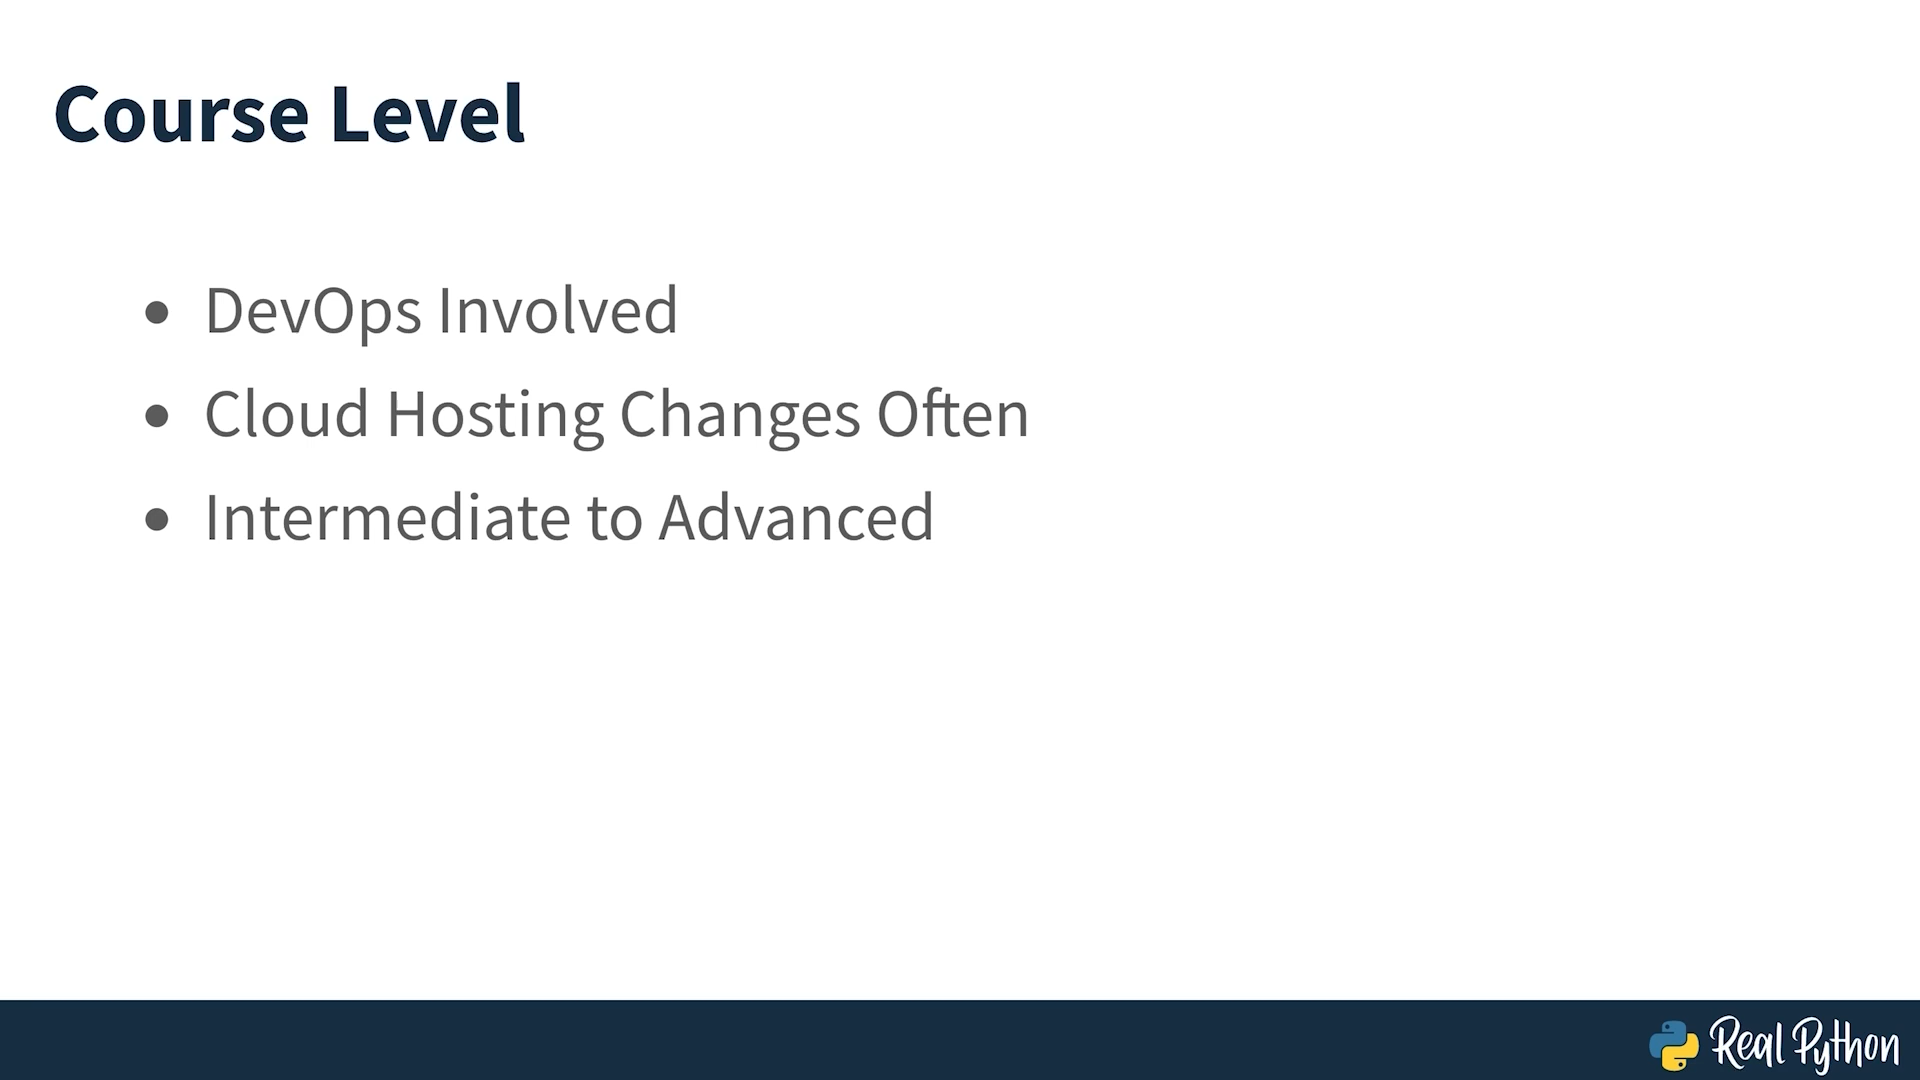 Course Level
• DevOps Involved
• Cloud Hosting Changes Often
• Intermediate to Advanced
Real Python